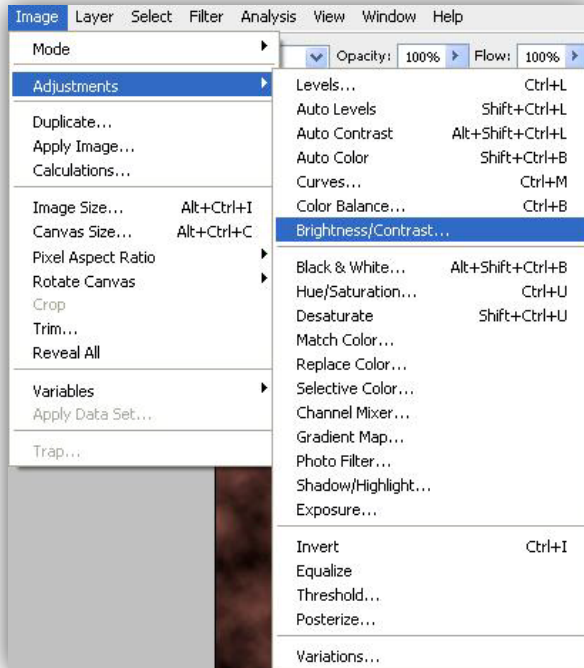 Image Layer Select Filter Analysis View Window Help
Opacity: 100% Flow: 100%
Mode
Adjustments
Duplicate...
Apply Image...
Calculations...
Image Size... Alt+Ctrl+I
Canvas Size... Alt+Ctrl+C
Pixel Aspect Ratio
Rotate Canvas
Crop
Trim...
Reveal All
Variables
Apply Data Set...
Trap...
Levels... Ctrl+L
Auto Levels Shift+Ctrl+L
Auto Contrast Alt+Shift+Ctrl+L
Auto Color Shift+Ctrl+B
Curves... Ctrl+M
Color Balance... Ctrl+B
Brightness/Contrast...
Black & White... Alt+Shift+Ctrl+B
Hue/Saturation... Ctrl+U
Desaturate Shift+Ctrl+U
Match Color...
Replace Color...
Selective Color...
Channel Mixer...
Gradient Map...
Photo Filter...
Shadow/Highlight...
Exposure...
Invert Ctrl+I
Equalize
Threshold...
Posterize...
Variations...